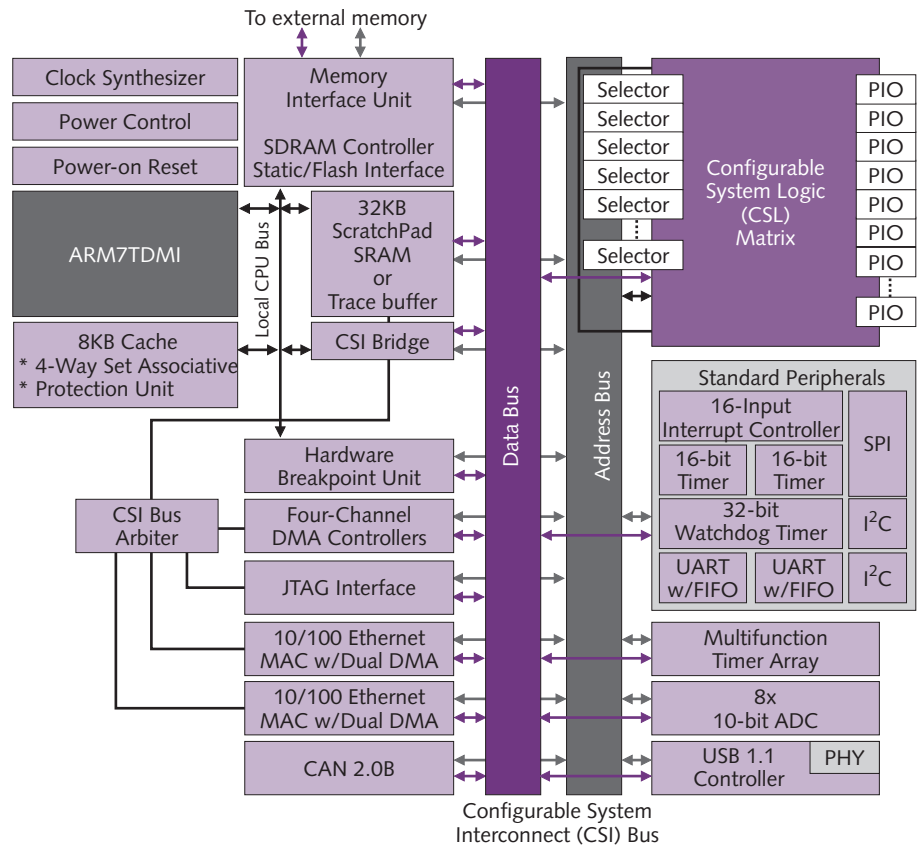 To external memory
Clock Synthesizer
Power Control
Power-on Reset
ARM7TDMI
8KB Cache
* 4-Way Set Associative
* Protection Unit
Local CPU Bus
Memory
Interface Unit
SDRAM Controller
Static/Flash Interface
32KB
ScratchPad
SRAM
or
Trace buffer
CSI Bridge
Hardware
Breakpoint Unit
CSI Bus
Arbiter
Four-Channel
DMA Controllers
JTAG Interface
10/100 Ethernet
MAC w/Dual DMA
10/100 Ethernet
MAC w/Dual DMA
CAN 2.0B
Data Bus
Address Bus
Configurable System
Interconnect (CSI) Bus
Selector
Selector
Selector
Selector
Selector
Selector
Configurable
System Logic
(CSL)
Matrix
PIO
PIO
PIO
PIO
PIO
PIO
PIO
PIO
Standard Peripherals
16-Input
Interrupt Controller
SPI
16-bit
Timer
16-bit
Timer
32-bit
Watchdog Timer
I²C
UART
w/FIFO
UART
w/FIFO
I²C
Multifunction
Timer Array
8x
10-bit ADC
USB 1.1
Controller
PHY